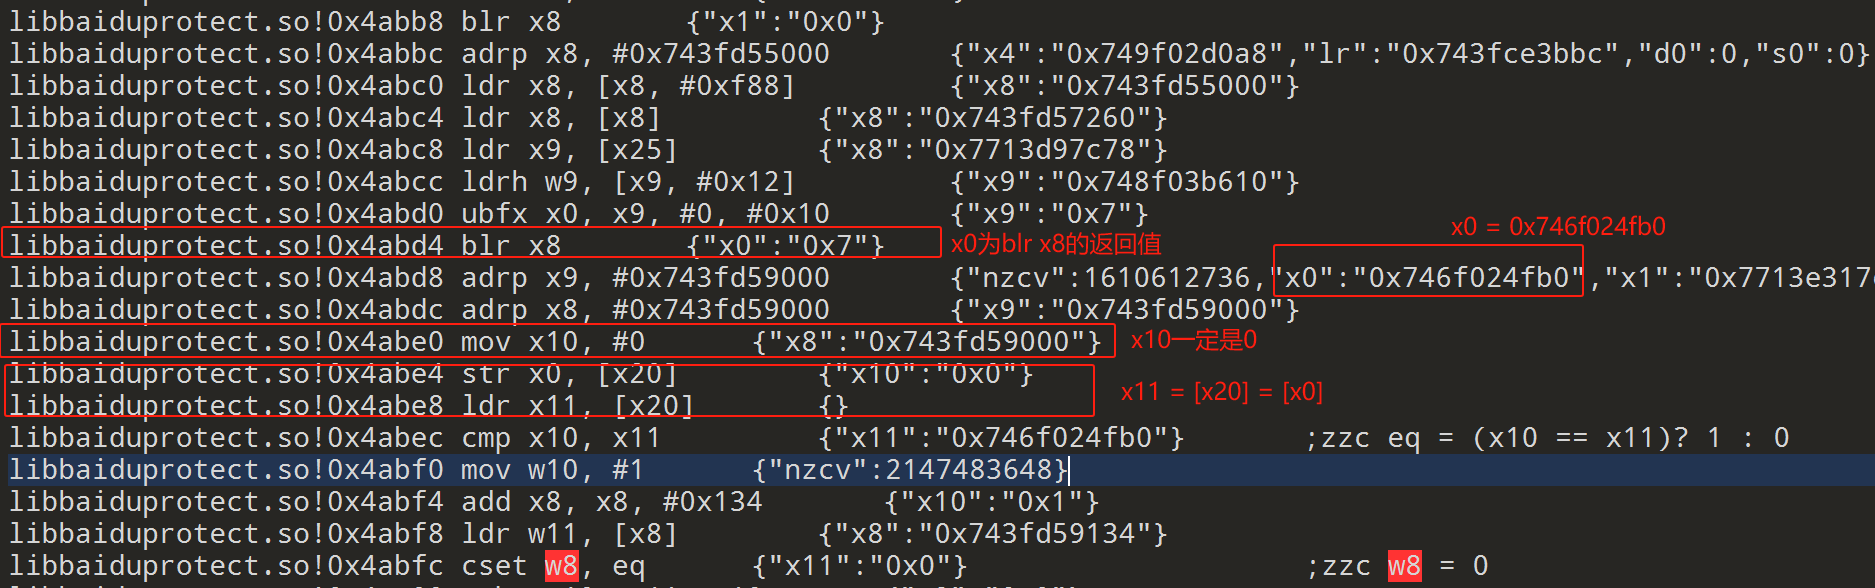 libbaiduprotect.so!0x4abb8 blr x8 {"x1":"0x0"}
libbaiduprotect.so!0x4abbc adrp x8, #0x743fd55000 {"x4":"0x749f02d0a8","lr":"0x743fce3bbc","d0":0,"s0":0}
libbaiduprotect.so!0x4abc0 ldr x8, [x8, #0xf88] {"x8":"0x743fd55000"}
libbaiduprotect.so!0x4abc4 ldr x8, [x8] {"x8":"0x743fd57260"}
libbaiduprotect.so!0x4abc8 ldr x9, [x25] {"x8":"0x7713d97c78"}
libbaiduprotect.so!0x4abcc ldrh w9, [x9, #0x12] {"x9":"0x748f03b610"}
libbaiduprotect.so!0x4abd0 ubfx x0, x9, #0, #0x10 {"x9":"0x7"}
x0 = 0x746f024fb0
libbaiduprotect.so!0x4abd4 blr x8 {"x0":"0x7"} x0为blr x8的返回值
libbaiduprotect.so!0x4abd8 adrp x9, #0x743fd59000 {"nzcv":1610612736,"x0":"0x746f024fb0","x1":"0x7713e317
libbaiduprotect.so!0x4abdc adrp x8, #0x743fd59000 {"x9":"0x743fd59000"}
libbaiduprotect.so!0x4abe0 mov x10, #0 {"x8":"0x743fd59000"} x10一定是0
libbaiduprotect.so!0x4abe4 str x0, [x20] {"x10":"0x0"}
x11 = [x20] = [x0]
libbaiduprotect.so!0x4abe8 ldr x11, [x20] {}
libbaiduprotect.so!0x4abec cmp x10, x11 {"x11":"0x746f024fb0"} ;zzc eq = (x10 == x11)? 1 : 0
libbaiduprotect.so!0x4abf0 mov w10, #1 {"nzcv":2147483648}
libbaiduprotect.so!0x4abf4 add x8, x8, #0x134 {"x10":"0x1"}
libbaiduprotect.so!0x4abf8 ldr w11, [x8] {"x8":"0x743fd59134"}
libbaiduprotect.so!0x4abfc cset w8, eq {"x11":"0x0"} ;zzc w8 = 0